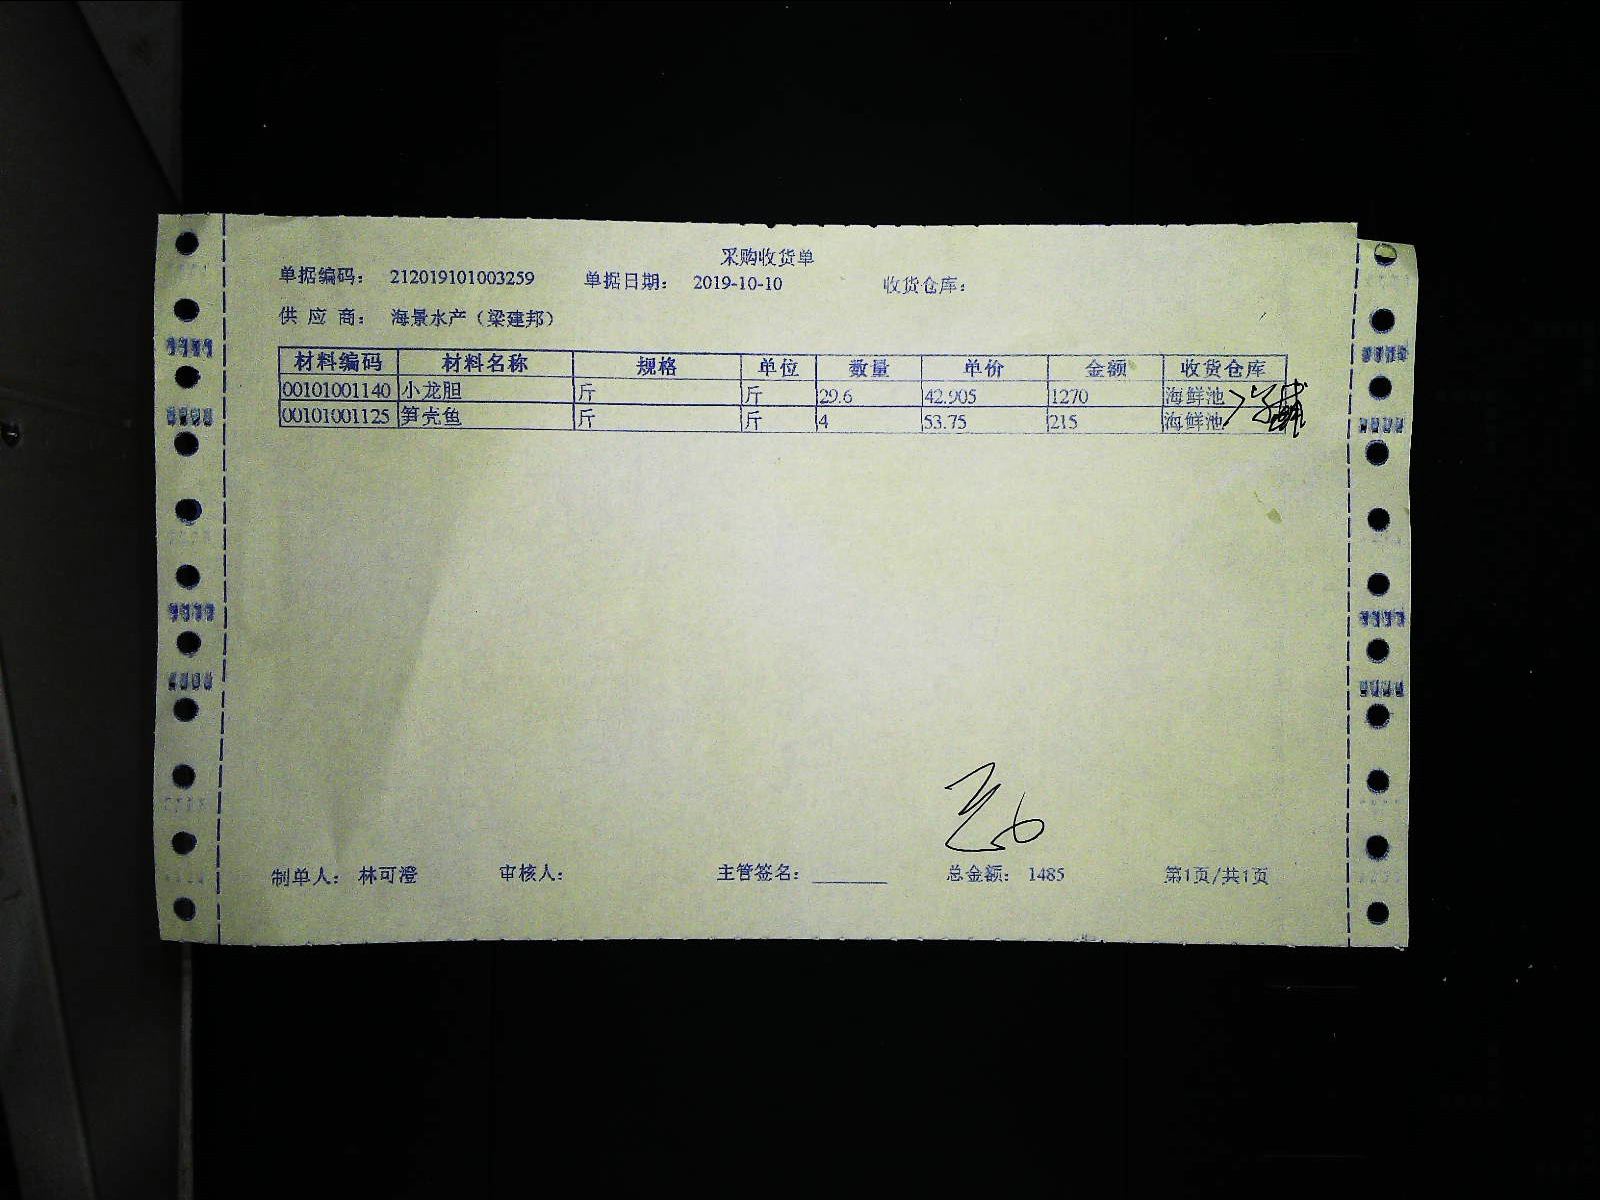 采购收货单
单据编码： 212019101003259 单据日期： 2019-10-10 收货仓库：
供 应 商： 海景水产（梁建邦）
材料编码 材料名称 规格 单位 数量 单价 金额 收货仓库
00101001140 小龙胆 斤 斤 29.6 42.905 1270 海鲜池
00101001125 笋壳鱼 斤 斤 4 53.75 215 海鲜池
制单人： 林可澄 审核人： 主管签名： 总金额： 1485 第1页/共1页